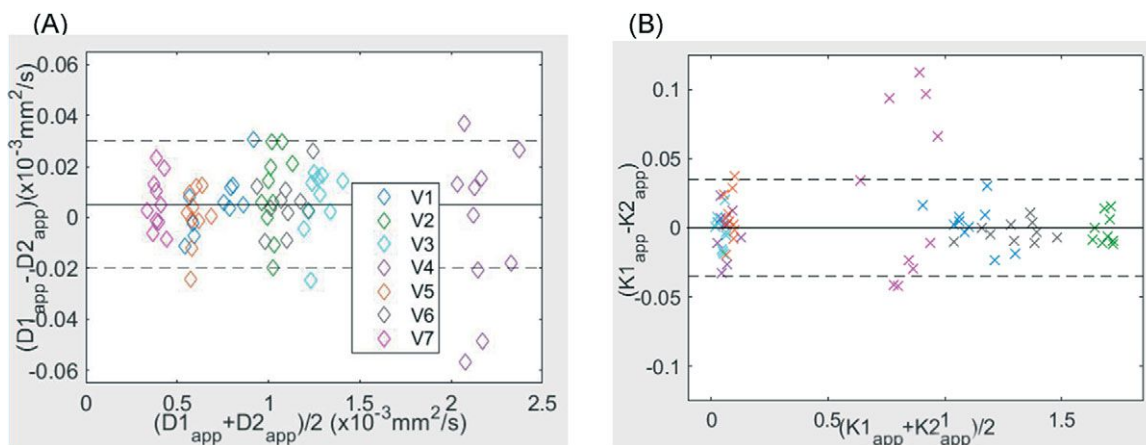 (A)
(D1app-D2app)(x10-3mm2/s)
0.06
0.04
0.02
0
-0.02
-0.04
-0.06
0
0.5
1
1.5
2
2.5
(D1app+D2app)/2 (x10-3mm2/s)
V1
V2
V3
V4
V5
V6
V7
(B)
(K1app-K2app)
0.1
0.05
0
-0.05
-0.1
0
0.5
1
1.5
(K1app+K2app)/2